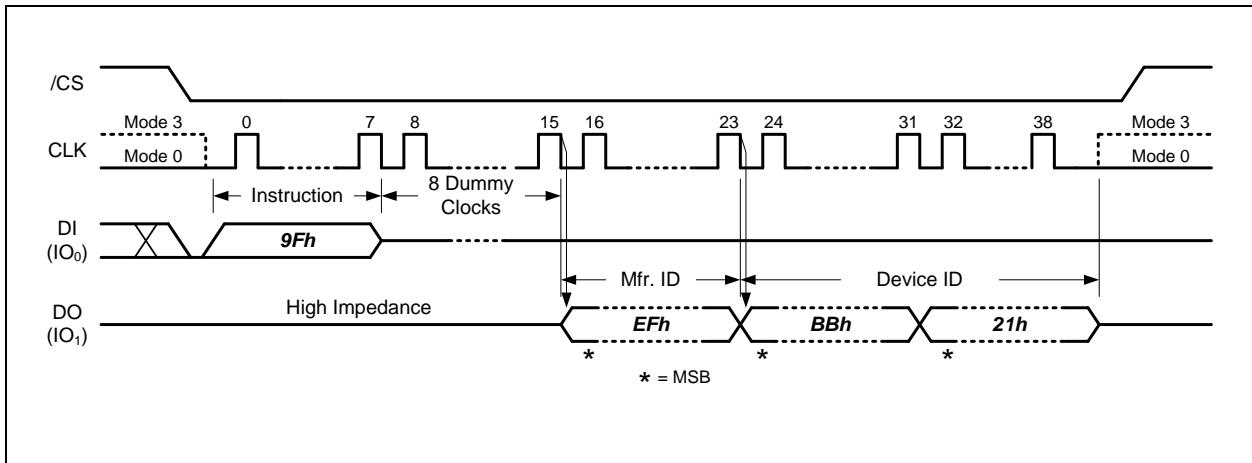 /CS
Mode 3 0 7 8 15 16 23 24 31 32 38 Mode 3
CLK
Mode 0 Mode 0
Instruction 8 Dummy Clocks
DI
(IO₀)
9Fh
Mfr. ID Device ID
DO
(IO₁)
High Impedance
EFh BBh 21h
* * *
* = MSB